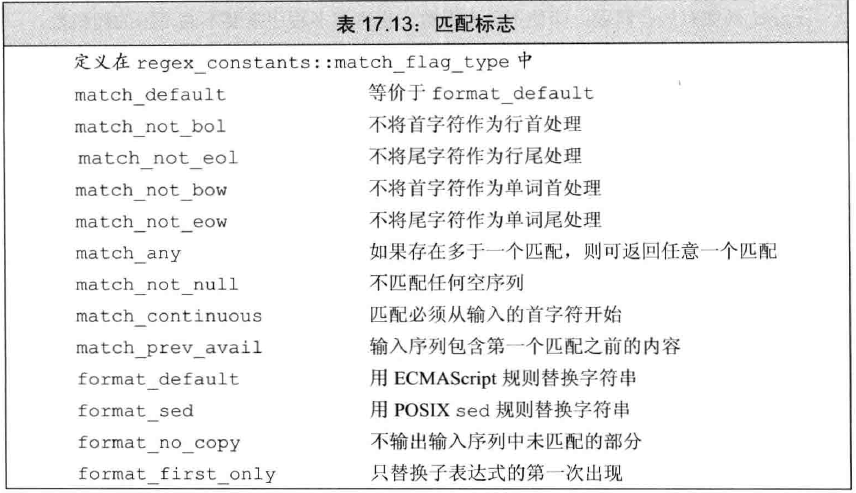 表 17.13：匹配标志
定义在 regex_constants::match_flag_type 中
match_default 等价于 format_default
match_not_bol 不将首字符作为行首处理
match_not_eol 不将尾字符作为行尾处理
match_not_bow 不将首字符作为单词首处理
match_not_eow 不将尾字符作为单词尾处理
match_any 如果存在多于一个匹配，则可返回任意一个匹配
match_not_null 不匹配任何空序列
match_continuous 匹配必须从输入的首字符开始
match_prev_avail 输入序列包含第一个匹配之前的内容
format_default 用 ECMAScript 规则替换字符串
format_sed 用 POSIX sed 规则替换字符串
format_no_copy 不输出输入序列中未匹配的部分
format_first_only 只替换子表达式的第一次出现